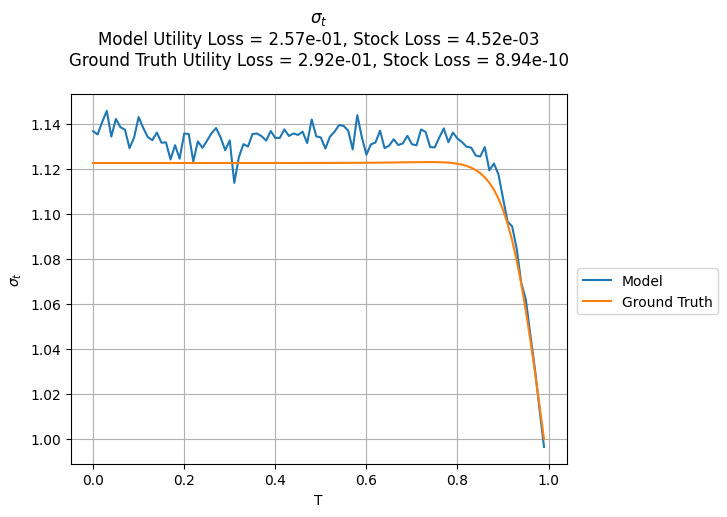 σₜ
Model Utility Loss = 2.57e-01, Stock Loss = 4.52e-03
Ground Truth Utility Loss = 2.92e-01, Stock Loss = 8.94e-10
1.14
1.12
1.10
1.08
1.06
1.04
1.02
1.00
σₜ
0.0 0.2 0.4 0.6 0.8 1.0
T
Model
Ground Truth